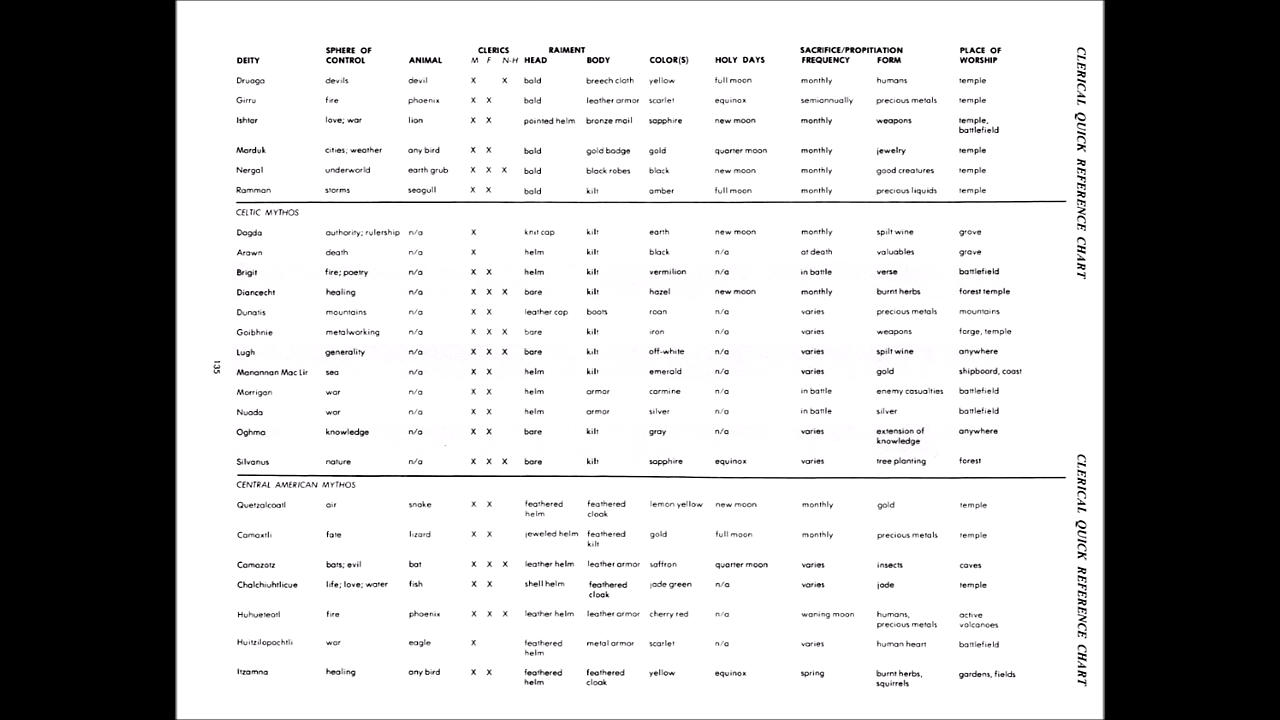 CLERICAL QUICK REFERENCE CHART
CLERICAL QUICK REFERENCE CHART
SPHERE OF CLERICS RAIMENT SACRIFICE/PROPITIATION PLACE OF
DEITY CONTROL ANIMAL M F N-H HEAD BODY COLOR(S) HOLY DAYS FREQUENCY FORM WORSHIP
Druaga devils devil X X bald breech cloth yellow full moon monthly humans temple
Girru fire phoenix X X bald leather armor scarlet equinox semiannually precious metals temple
Ishtar love; war lion X X pointed helm bronze mail sapphire new moon monthly weapons temple,
battlefield
Marduk cities; weather any bird X X bald gold badge gold quarter moon monthly jewelry temple
Nergal underworld earth grub X X X bald black robes black new moon monthly good creatures temple
Ramman storms seagull X X bald kilt amber full moon monthly precious liquids temple
CELTIC MYTHOS
Dagda authority; rulership n/a X knit cap kilt earth new moon monthly spilt wine grove
Arawn death n/a X helm kilt black n/a at death valuables grave
Brigit fire; poetry n/a X X helm kilt vermilion n/a in battle verse battlefield
Diancecht healing n/a X X X bare kilt hazel new moon monthly burnt herbs forest temple
Dunatis mountains n/a X X leather cap boots roan n/a varies precious metals mountains
Goibhnie metalworking n/a X X X bare kilt iron n/a varies weapons forge, temple
Lugh generality n/a X X X bare kilt off-white n/a varies spilt wine anywhere
Manannan Mac Lir sea n/a X X helm kilt emerald n/a varies gold shipboard, coast
Morrigan war n/a X X helm armor carmine n/a in battle enemy casualties battlefield
Nuada war n/a X X helm armor silver n/a in battle silver battlefield
Oghma knowledge n/a X X bare kilt gray n/a varies extension of anywhere
knowledge
Silvanus nature n/a X X X bare kilt sapphire equinox varies tree planting forest
CENTRAL AMERICAN MYTHOS
Quetzalcoatl air snake X X feathered feathered lemon yellow new moon monthly gold temple
helm cloak
Camaxtli fate lizard X X jeweled helm feathered gold full moon monthly precious metals temple
kilt
Camazotz bats; evil bat X X X leather helm leather armor saffron quarter moon varies insects caves
Chalchiuhtlicue life; love; water fish X X shell helm feathered jade green n/a varies jade temple
cloak
Huhueteotl fire phoenix X X X leather helm leather armor cherry red n/a waning moon humans, active
precious metals volcanoes
Huitzilopochtli war eagle X feathered metal armor scarlet n/a varies human heart battlefield
helm
Itzamna healing any bird X X feathered feathered yellow equinox spring burnt herbs, gardens, fields
helm cloak squirrels
135